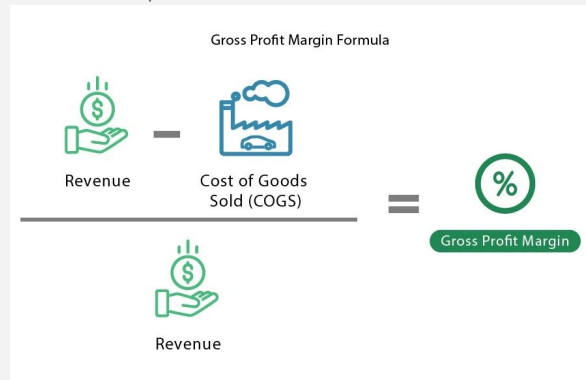 Gross Profit Margin Formula
$
Revenue
Cost of Goods
Sold (COGS)
%
Gross Profit Margin
$
Revenue